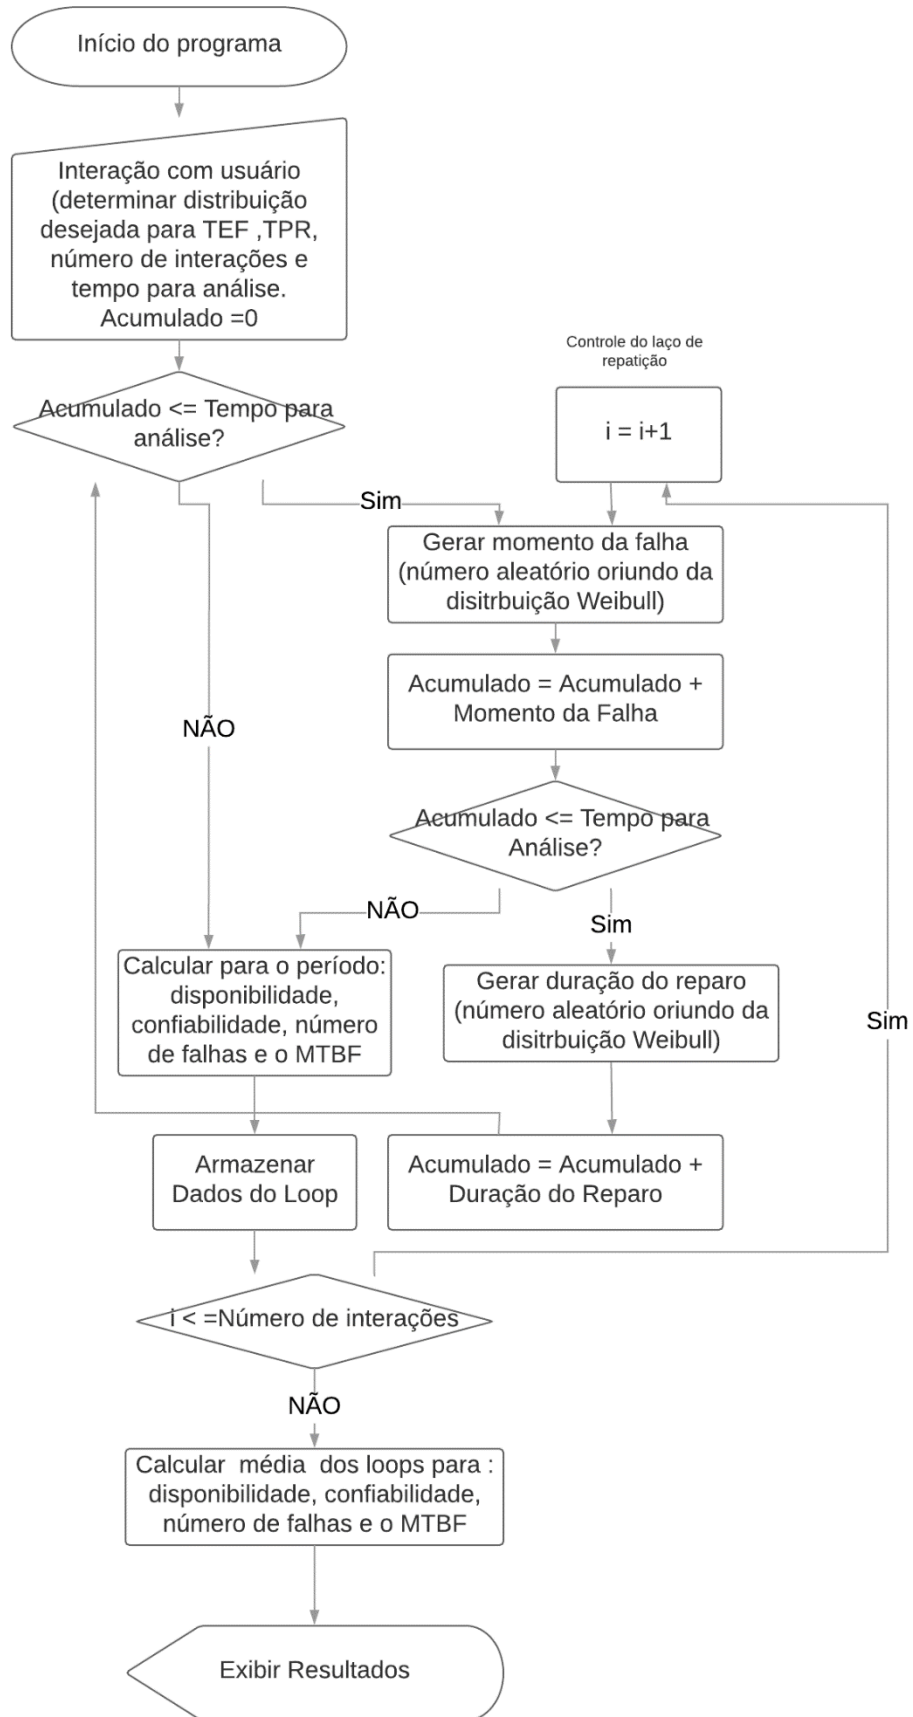 Início do programa
Interação com usuário
(determinar distribuição
desejada para TEF ,TPR,
número de interações e
tempo para análise.
Acumulado =0
Controle do laço de
repatição
Acumulado <= Tempo para
análise?
i = i+1
Sim
Gerar momento da falha
(número aleatório oriundo da
disitrbuição Weibull)
Acumulado = Acumulado +
Momento da Falha
NÃO
Acumulado <= Tempo para
Análise?
NÃO
Sim
Calcular para o período:
disponibilidade,
confiabilidade, número
de falhas e o MTBF
Gerar duração do reparo
(número aleatório oriundo da
disitrbuição Weibull)
Sim
Armazenar
Dados do Loop
Acumulado = Acumulado +
Duração do Reparo
i < =Número de interações
NÃO
Calcular média dos loops para :
disponibilidade, confiabilidade,
número de falhas e o MTBF
Exibir Resultados